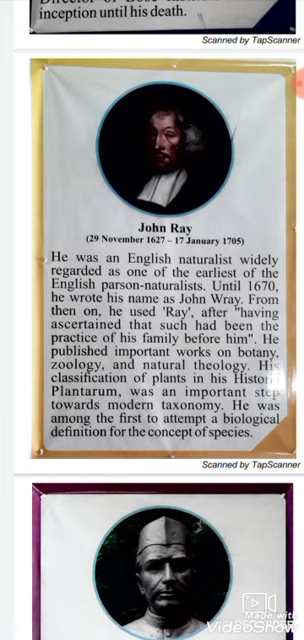 inception until his death.
Scanned by TapScanner
John Ray
(29 November 1627 – 17 January 1705)
He was an English naturalist widely
regarded as one of the earliest of the
English parson-naturalists. Until 1670,
he wrote his name as John Wray. From
then on, he used 'Ray', after "having
ascertained that such had been the
practice of his family before him". He
published important works on botany,
zoology, and natural theology. His
classification of plants in his Histori
Plantarum, was an important step
towards modern taxonomy. He was
among the first to attempt a biological
definition for the concept of species.
Scanned by TapScanner
Made with
VideoShow